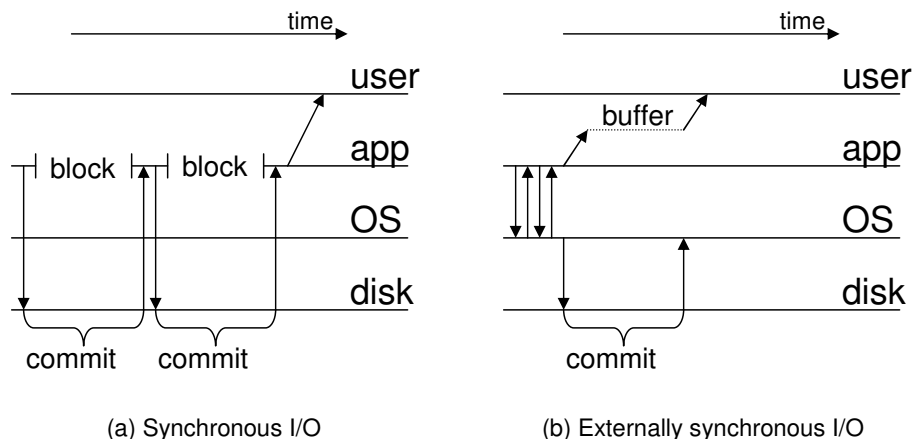 time
user
app
block
block
OS
disk
commit
commit
(a) Synchronous I/O
time
user
buffer
app
OS
disk
commit
(b) Externally synchronous I/O